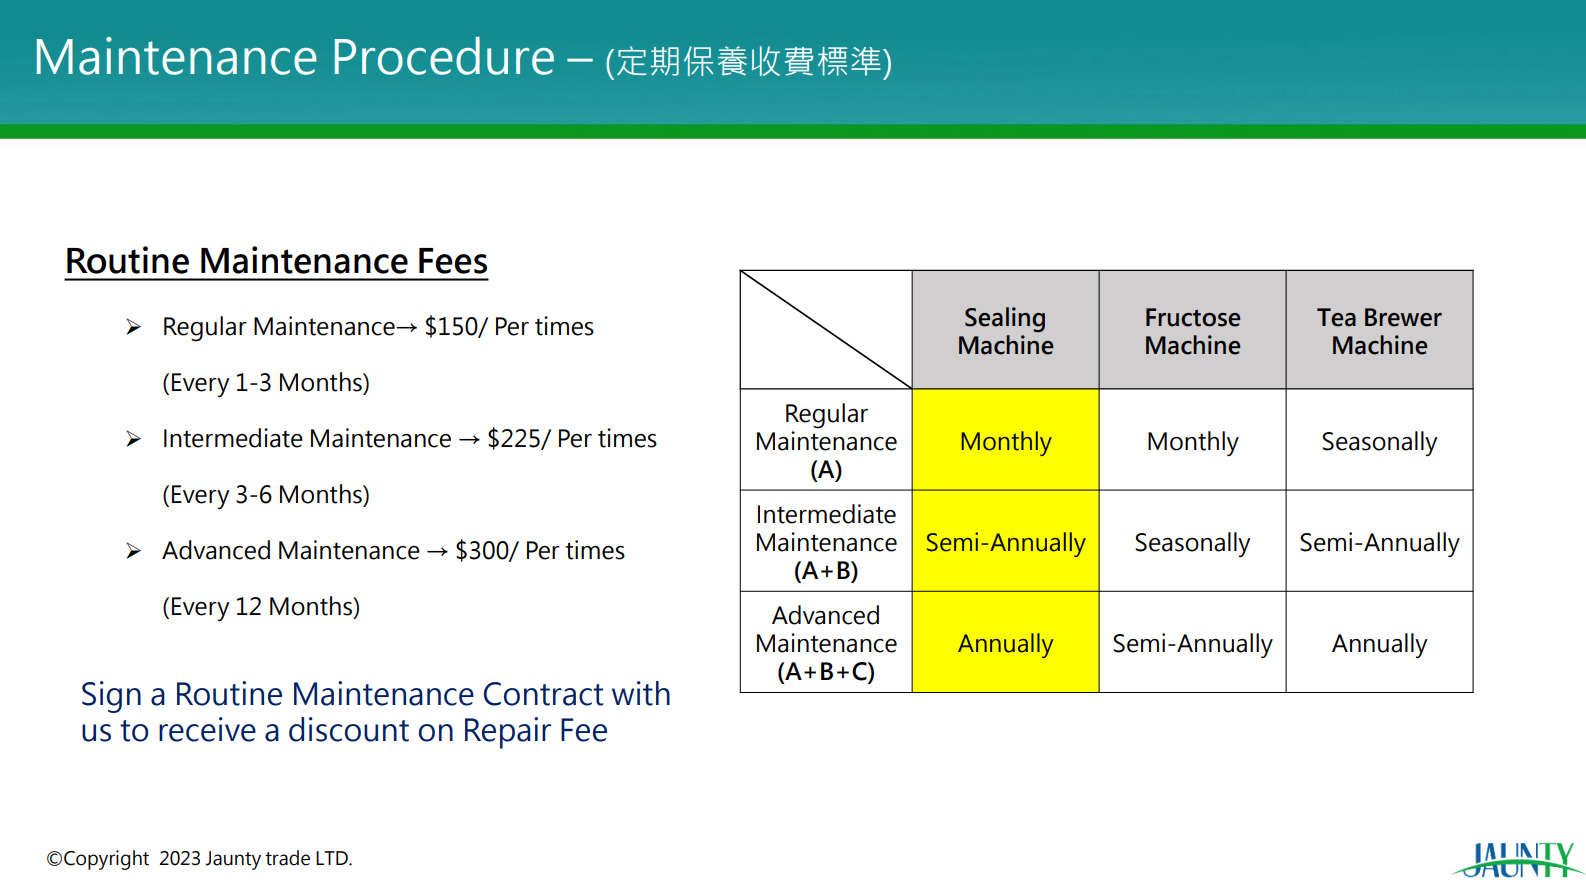 Maintenance Procedure – (定期保養收費標準)
Routine Maintenance Fees
➢ Regular Maintenance→ $150/ Per times
(Every 1-3 Months)
➢ Intermediate Maintenance → $225/ Per times
(Every 3-6 Months)
➢ Advanced Maintenance → $300/ Per times
(Every 12 Months)
Sign a Routine Maintenance Contract with
us to receive a discount on Repair Fee
Sealing
Machine
Fructose
Machine
Tea Brewer
Machine
Regular
Maintenance
(A)
Monthly
Monthly
Seasonally
Intermediate
Maintenance
(A+B)
Semi-Annually
Seasonally
Semi-Annually
Advanced
Maintenance
(A+B+C)
Annually
Semi-Annually
Annually
©Copyright 2023 Jaunty trade LTD.
JAUNTY